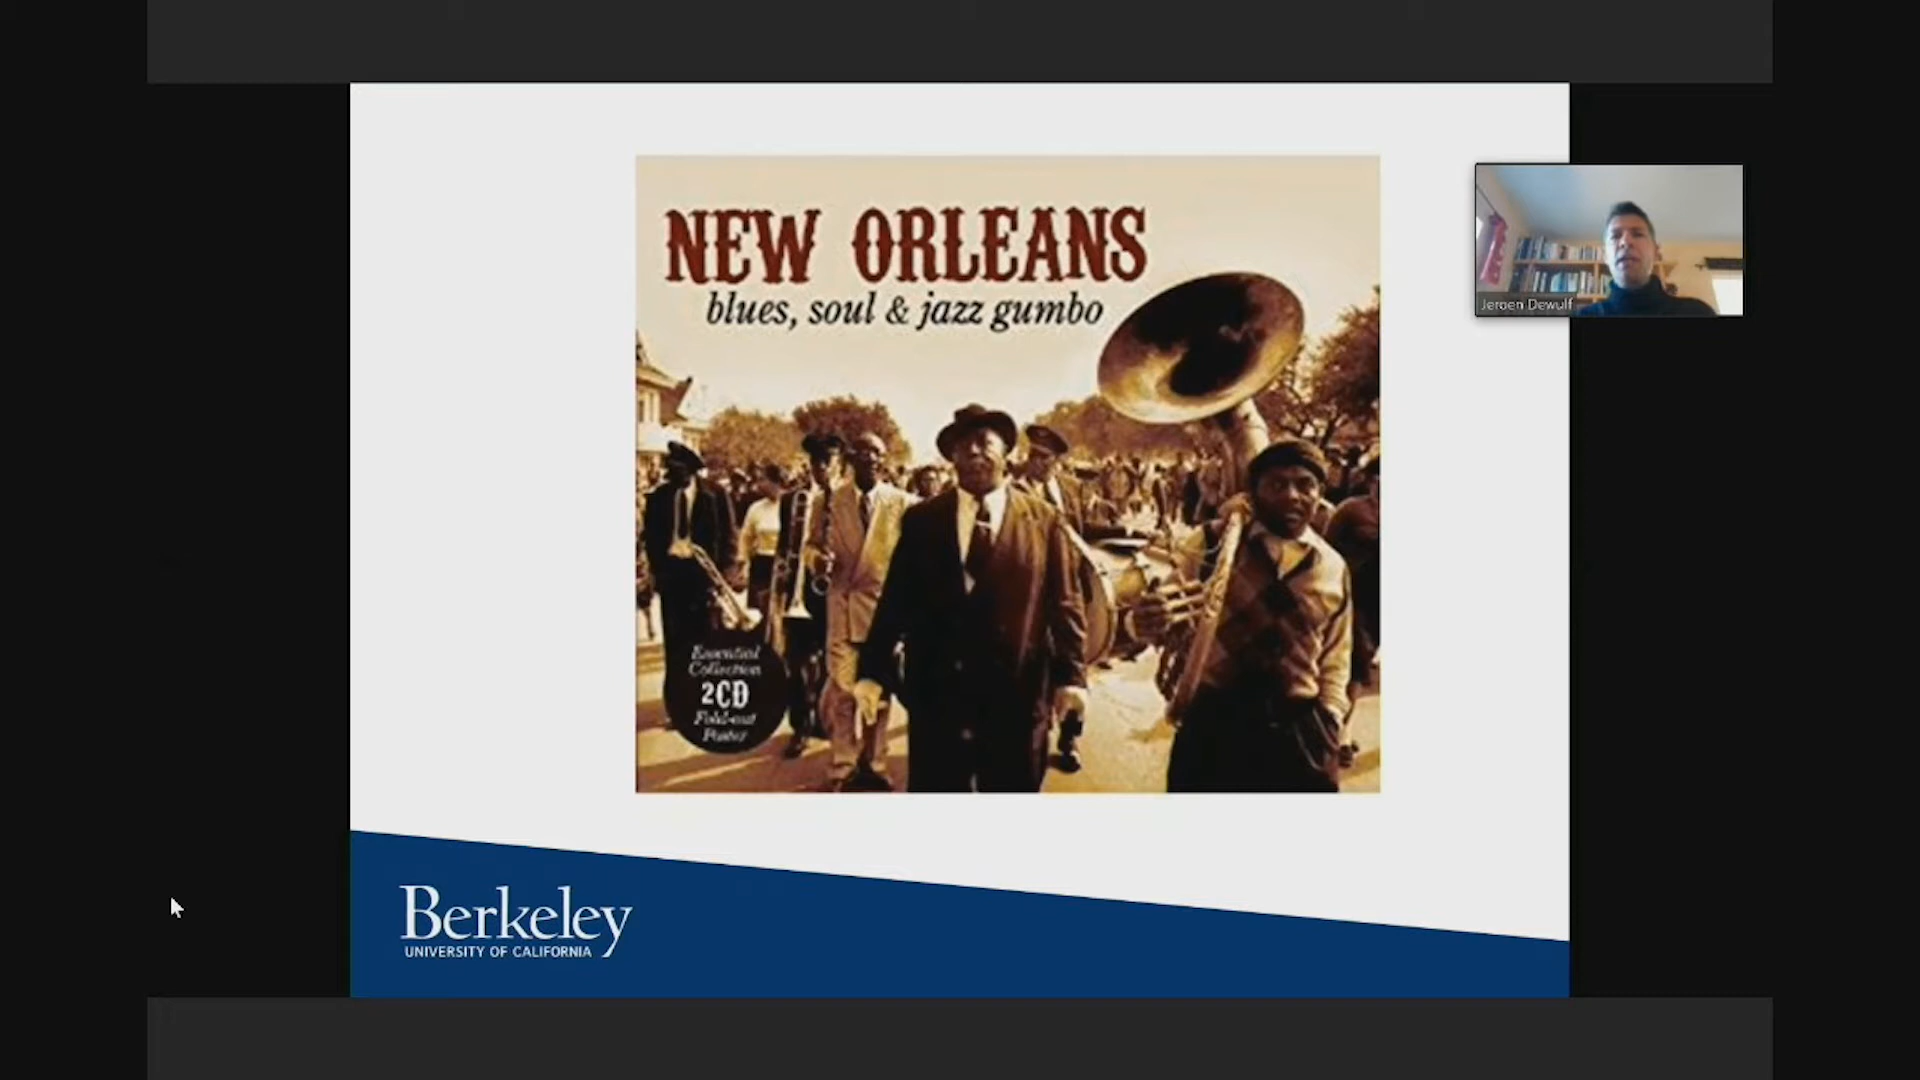 NEW ORLEANS
blues, soul & jazz gumbo
Jeroen Dewulf
Essential
Collection
2CD
Fold-out
Poster
Berkeley
UNIVERSITY OF CALIFORNIA